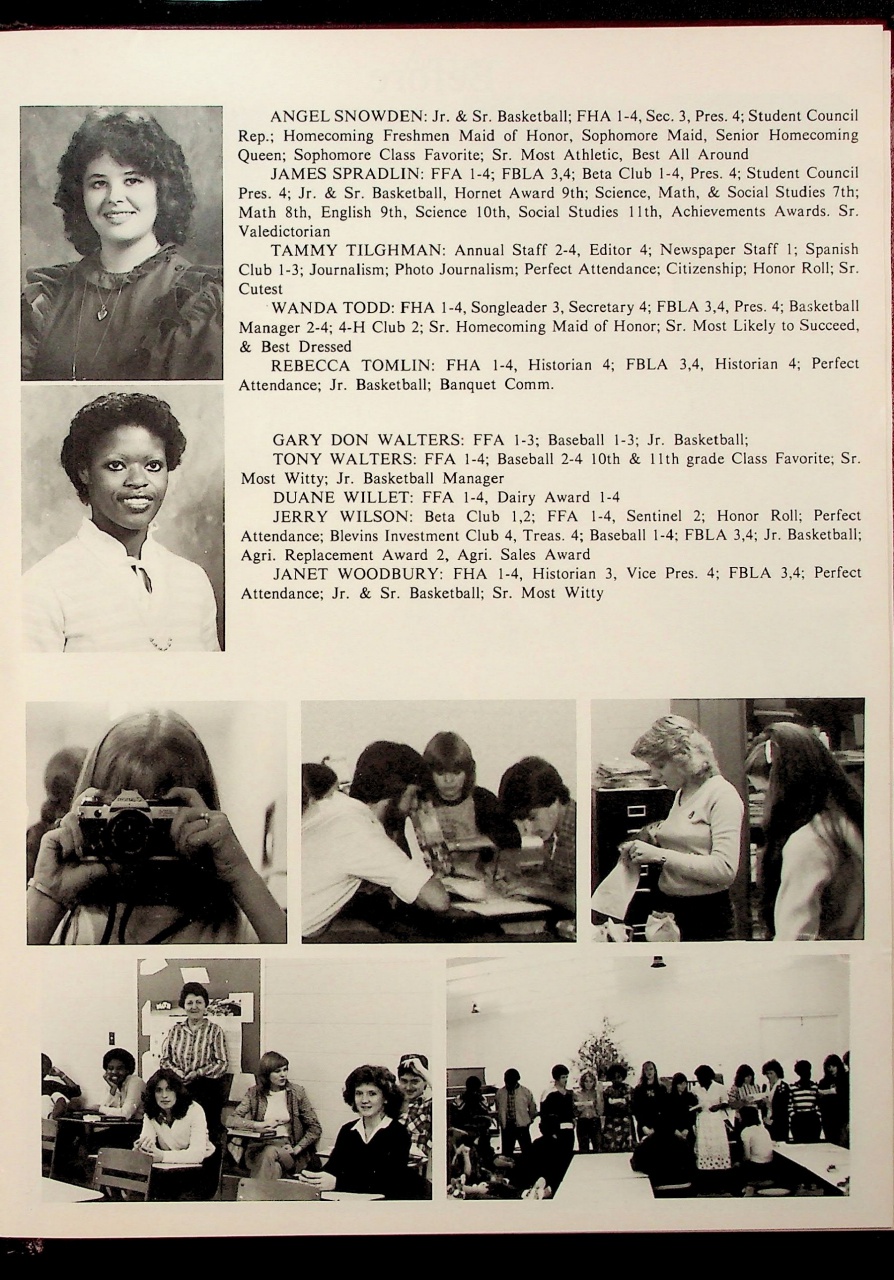 ANGEL SNOWDEN: Jr. & Sr. Basketball; FHA 1-4, Sec. 3, Pres. 4; Student Council
Rep.; Homecoming Freshmen Maid of Honor, Sophomore Maid, Senior Homecoming
Queen; Sophomore Class Favorite; Sr. Most Athletic, Best All Around
JAMES SPRADLIN: FFA 1-4; FBLA 3,4; Beta Club 1-4, Pres. 4; Student Council
Pres. 4; Jr. & Sr. Basketball, Hornet Award 9th; Science, Math, & Social Studies 7th;
Math 8th, English 9th, Science 10th, Social Studies 11th, Achievements Awards. Sr.
Valedictorian
TAMMY TILGHMAN: Annual Staff 2-4, Editor 4; Newspaper Staff 1; Spanish
Club 1-3; Journalism; Photo Journalism; Perfect Attendance; Citizenship; Honor Roll; Sr.
Cutest
WANDA TODD: FHA 1-4, Songleader 3, Secretary 4; FBLA 3,4, Pres. 4; Basketball
Manager 2-4; 4-H Club 2; Sr. Homecoming Maid of Honor; Sr. Most Likely to Succeed,
& Best Dressed
REBECCA TOMLIN: FHA 1-4, Historian 4; FBLA 3,4, Historian 4; Perfect
Attendance; Jr. Basketball; Banquet Comm.
GARY DON WALTERS: FFA 1-3; Baseball 1-3; Jr. Basketball;
TONY WALTERS: FFA 1-4; Baseball 2-4 10th & 11th grade Class Favorite; Sr.
Most Witty; Jr. Basketball Manager
DUANE WILLET: FFA 1-4, Dairy Award 1-4
JERRY WILSON: Beta Club 1,2; FFA 1-4, Sentinel 2; Honor Roll; Perfect
Attendance; Blevins Investment Club 4, Treas. 4; Baseball 1-4; FBLA 3,4; Jr. Basketball;
Agri. Replacement Award 2, Agri. Sales Award
JANET WOODBURY: FHA 1-4, Historian 3, Vice Pres. 4; FBLA 3,4; Perfect
Attendance; Jr. & Sr. Basketball; Sr. Most Witty